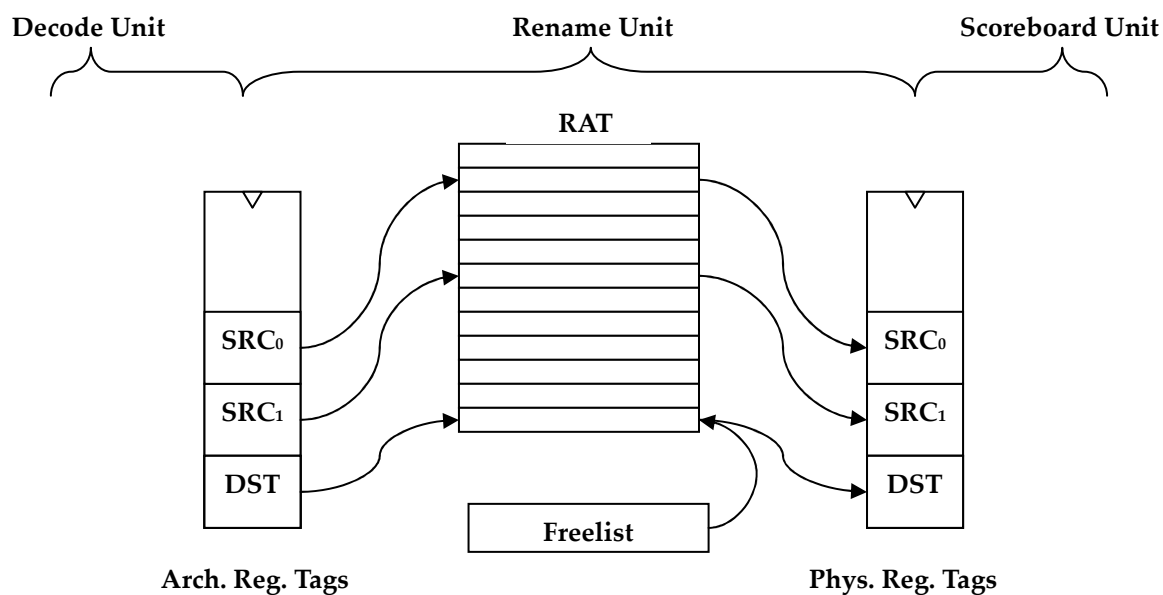 Decode Unit
Rename Unit
Scoreboard Unit
RAT
SRC₀
SRC₁
DST
Freelist
SRC₀
SRC₁
DST
Arch. Reg. Tags
Phys. Reg. Tags